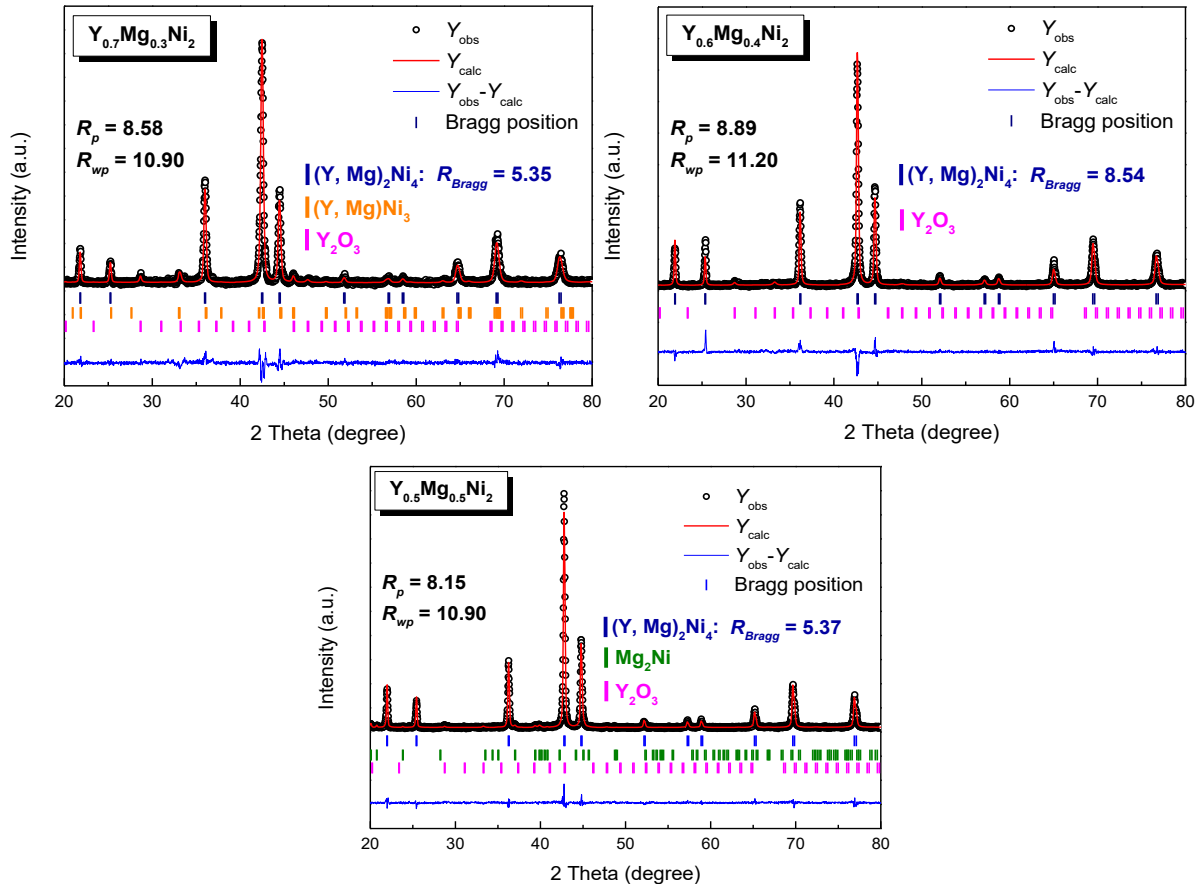 Y0.7Mg0.3Ni2
Yobs
Ycalc
Yobs-Ycalc
Bragg position
Rp = 8.58
Rwp = 10.90
(Y, Mg)2Ni4: RBragg = 5.35
(Y, Mg)Ni3
Y2O3
Intensity (a.u.)
20 30 40 50 60 70 80
2 Theta (degree)
Y0.6Mg0.4Ni2
Yobs
Ycalc
Yobs-Ycalc
Bragg position
Rp = 8.89
Rwp = 11.20
(Y, Mg)2Ni4: RBragg = 8.54
Y2O3
Intensity (a.u.)
20 30 40 50 60 70 80
2 Theta (degree)
Y0.5Mg0.5Ni2
Yobs
Ycalc
Yobs-Ycalc
Bragg position
Rp = 8.15
Rwp = 10.90
(Y, Mg)2Ni4: RBragg = 5.37
Mg2Ni
Y2O3
Intensity (a.u.)
20 30 40 50 60 70 80
2 Theta (degree)